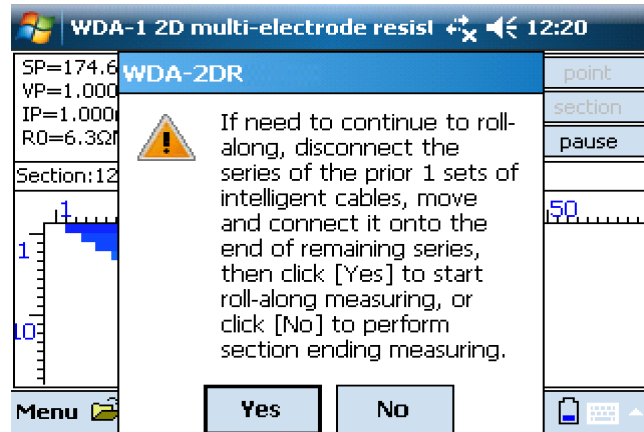 WDA-1 2D multi-electrode resist 12:20
SP=174.6
VP=1.000
IP=1.000
R0=6.3Ω
Section:12
WDA-2DR
If need to continue to roll-
along, disconnect the
series of the prior 1 sets of
intelligent cables, move
and connect it onto the
end of remaining series,
then click [Yes] to start
roll-along measuring, or
click [No] to perform
section ending measuring.
Yes No
point
section
pause
1 50
1
10
Menu